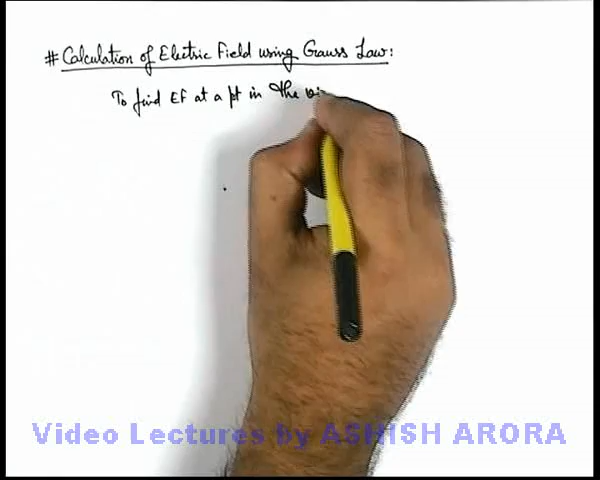 # Calculation of Electric Field using Gauss Law:
To find EF at a pt in the vi
Video Lectures by ASHISH ARORA